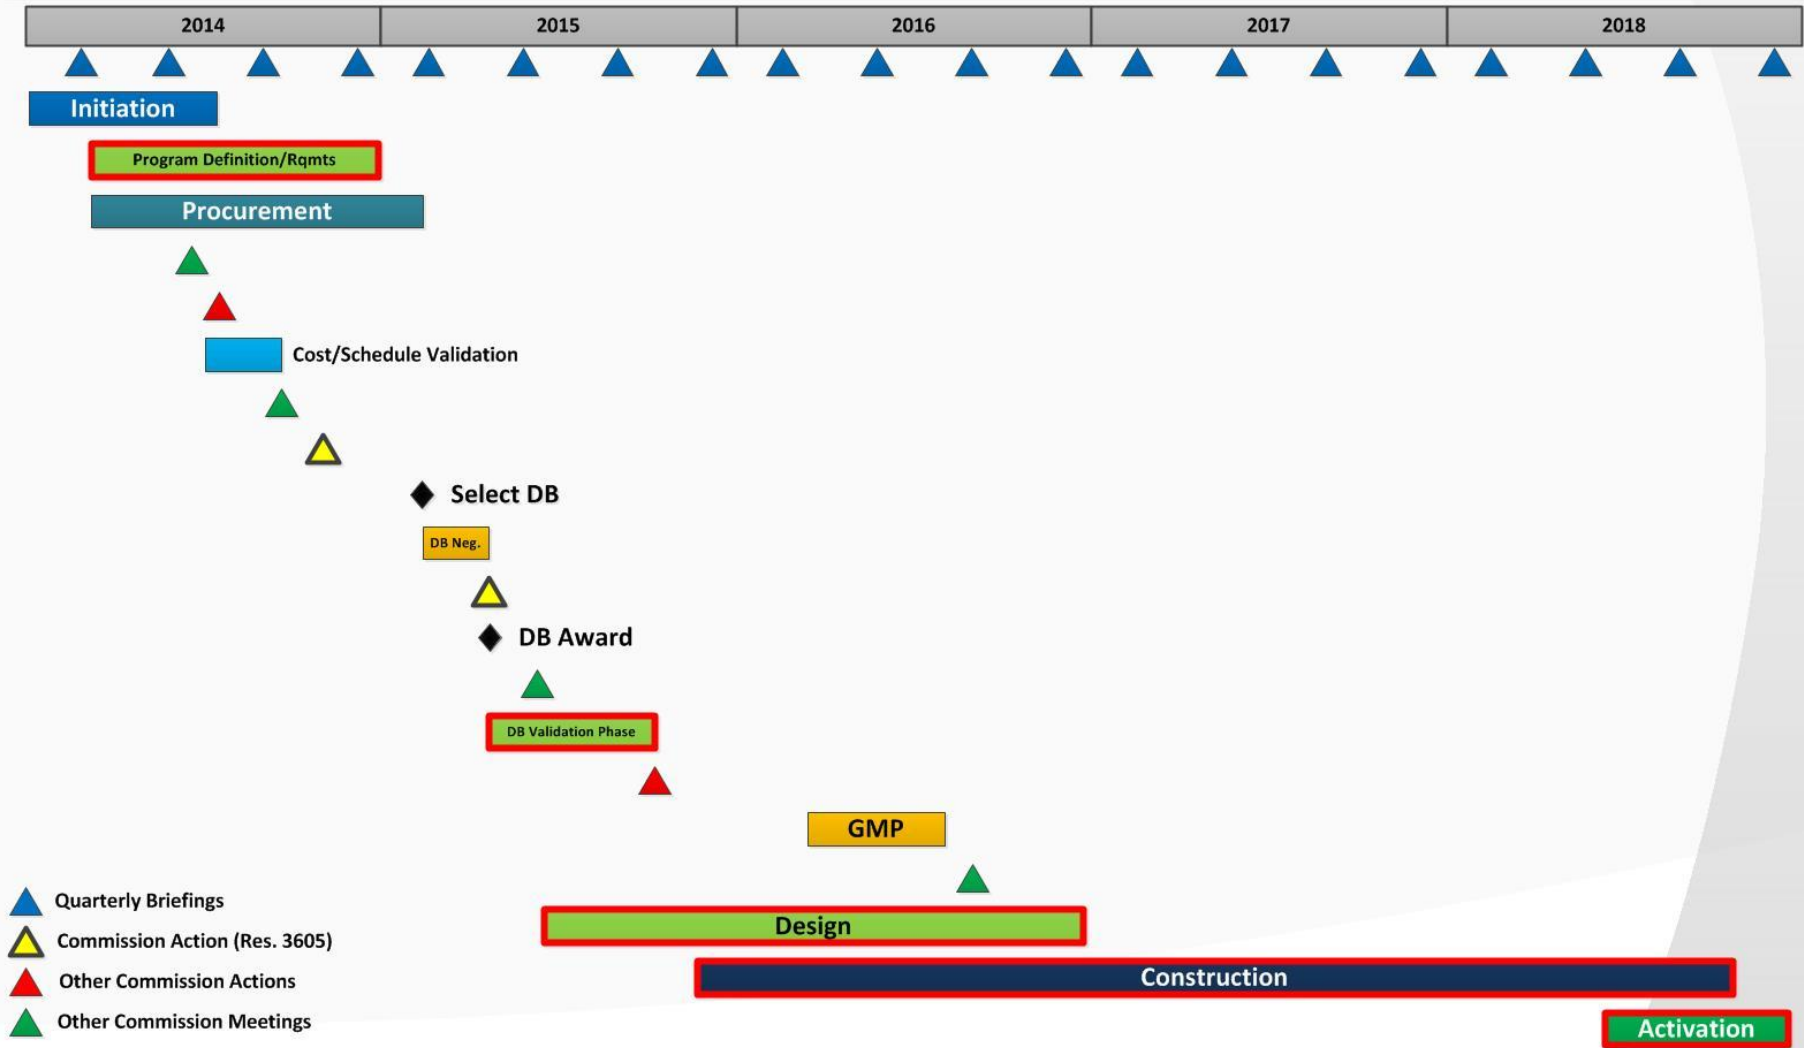 2014 2015 2016 2017 2018
Initiation
Program Definition/Rqmts
Procurement
Cost/Schedule Validation
Select DB
DB Neg.
DB Award
DB Validation Phase
GMP
Quarterly Briefings
Design
Commission Action (Res. 3605)
Construction
Other Commission Actions
Other Commission Meetings
Activation